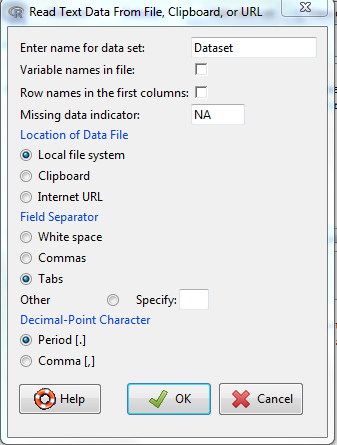 Read Text Data From File, Clipboard, or URL
Enter name for data set: Dataset
Variable names in file:
Row names in the first columns:
Missing data indicator: NA
Location of Data File
Local file system
Clipboard
Internet URL
Field Separator
White space
Commas
Tabs
Other Specify:
Decimal-Point Character
Period [.]
Comma [,]
Help OK Cancel